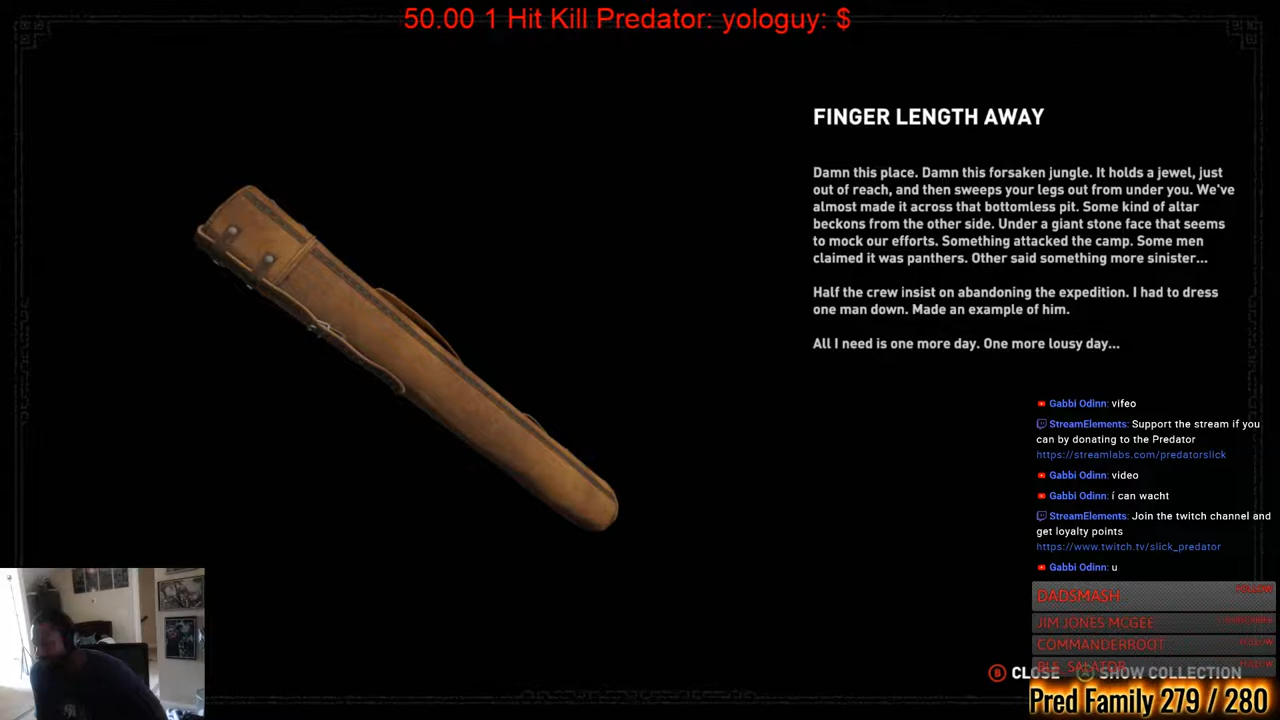 50.00 1 Hit Kill Predator: yologuy: $
FINGER LENGTH AWAY
Damn this place. Damn this forsaken jungle. It holds a jewel, just
out of reach, and then sweeps your legs out from under you. We've
almost made it across that bottomless pit. Some kind of altar
beckons from the other side. Under a giant stone face that seems
to mock our efforts. Something attacked the camp. Some men
claimed it was panthers. Other said something more sinister...
Half the crew insist on abandoning the expedition. I had to dress
one man down. Made an example of him.
All I need is one more day. One more lousy day...
Gabbi Odinn: vifeo
StreamElements: Support the stream if you
can by donating to the Predator
https://streamlabs.com/predatorslick
Gabbi Odinn: video
Gabbi Odinn: í can wacht
StreamElements: Join the twitch channel and
get loyalty points
https://www.twitch.tv/slick_predator
Gabbi Odinn: u
DADSMASH
JIM JONES MCGEE
COMMANDERROOT
B CLOSE A SHOW COLLECTION
Pred Family 279 / 280